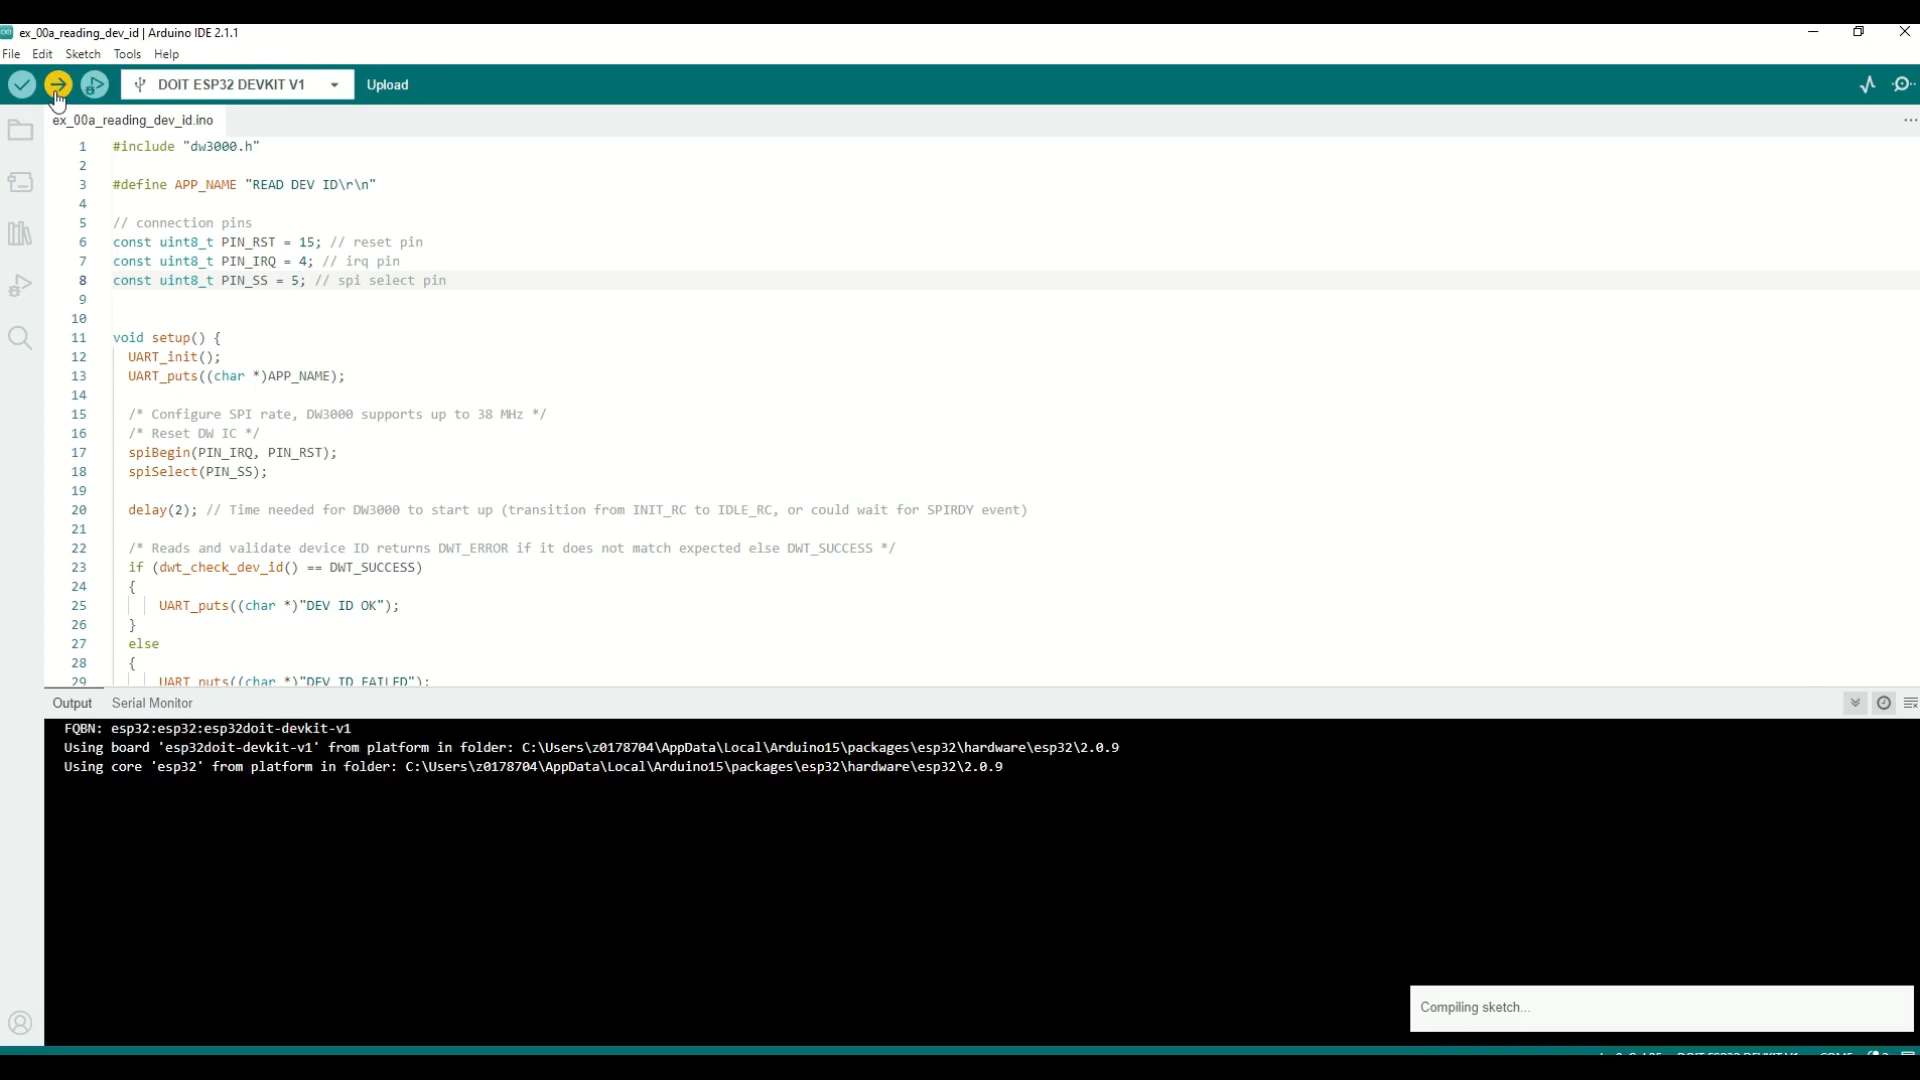 ex_00a_reading_dev_id | Arduino IDE 2.1.1
File Edit Sketch Tools Help
DOIT ESP32 DEVKIT V1 Upload
ex_00a_reading_dev_id.ino
1 #include "dw3000.h"
2
3 #define APP_NAME "READ DEV ID\r\n"
4
5 // connection pins
6 const uint8_t PIN_RST = 15; // reset pin
7 const uint8_t PIN_IRQ = 4; // irq pin
8 const uint8_t PIN_SS = 5; // spi select pin
9
10
11 void setup() {
12 UART_init();
13 UART_puts((char *)APP_NAME);
14
15 /* Configure SPI rate, DW3000 supports up to 38 MHz */
16 /* Reset DW IC */
17 spiBegin(PIN_IRQ, PIN_RST);
18 spiSelect(PIN_SS);
19
20 delay(2); // Time needed for DW3000 to start up (transition from INIT_RC to IDLE_RC, or could wait for SPIRDY event)
21
22 /* Reads and validate device ID returns DWT_ERROR if it does not match expected else DWT_SUCCESS */
23 if (dwt_check_dev_id() == DWT_SUCCESS)
24 {
25 UART_puts((char *)"DEV ID OK");
26 }
27 else
28 {
29 UART_puts((char *)"DEV ID FAILED");
Output Serial Monitor
FQBN: esp32:esp32:esp32doit-devkit-v1
Using board 'esp32doit-devkit-v1' from platform in folder: C:\Users\z0178704\AppData\Local\Arduino15\packages\esp32\hardware\esp32\2.0.9
Using core 'esp32' from platform in folder: C:\Users\z0178704\AppData\Local\Arduino15\packages\esp32\hardware\esp32\2.0.9
Compiling sketch...